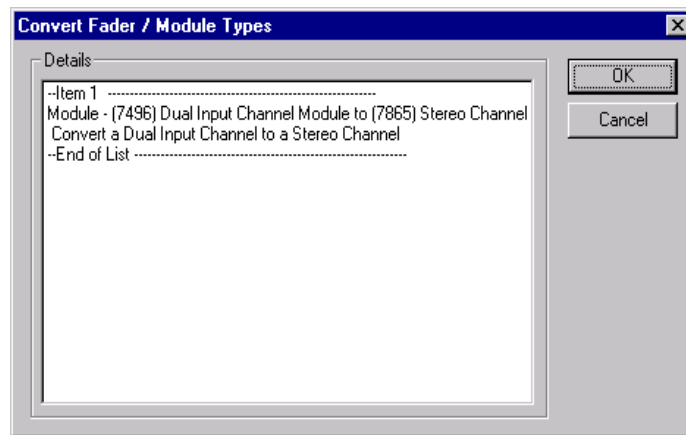 Convert Fader / Module Types
Details
--Item 1 -------------------------------------------------------------
Module - (7496) Dual Input Channel Module to (7865) Stereo Channel
Convert a Dual Input Channel to a Stereo Channel
--End of List --------------------------------------------------------------
OK
Cancel